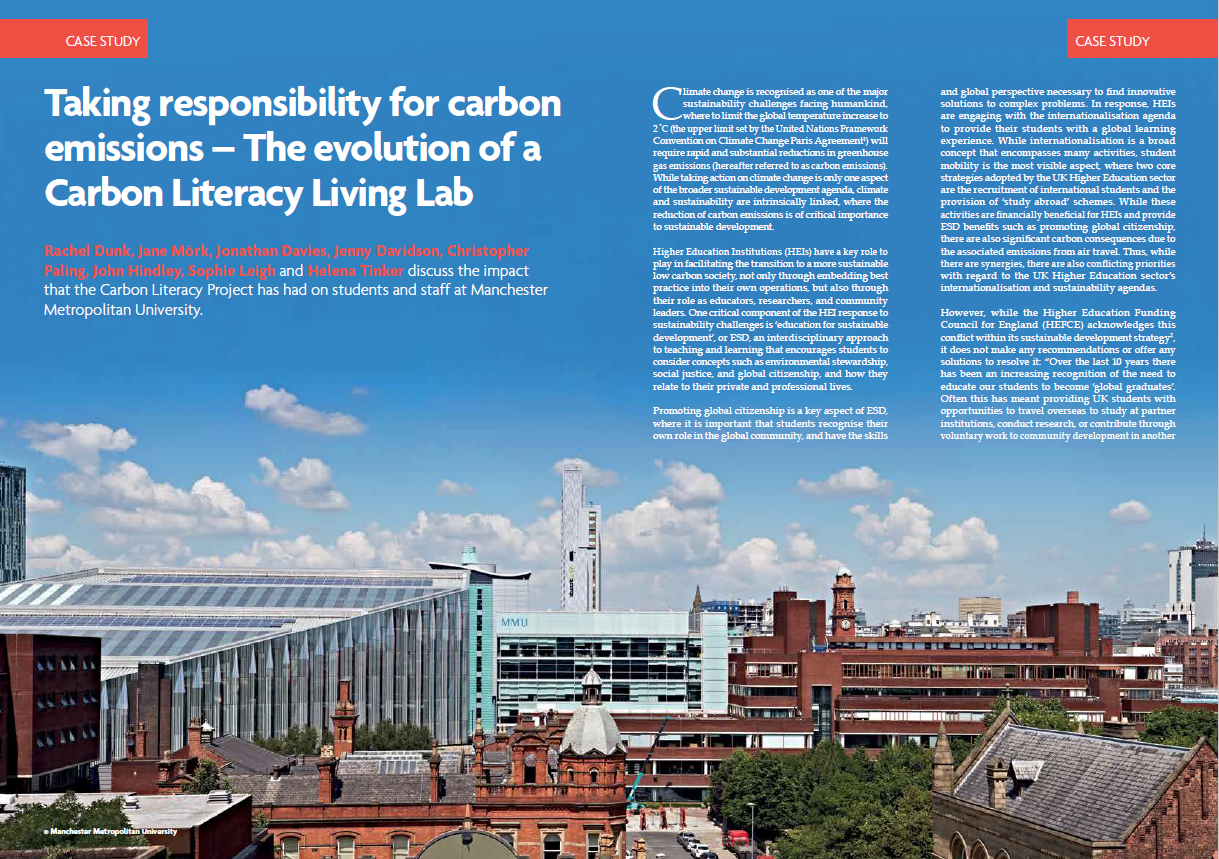 CASE STUDY
CASE STUDY
Taking responsibility for carbon
emissions – The evolution of a
Carbon Literacy Living Lab
Rachel Dunk, Jane Mörk, Jonathan Davies, Jenny Davidson, Christopher
Paling, John Hindley, Sophie Leigh and Helena Tinker discuss the impact
that the Carbon Literacy Project has had on students and staff at Manchester
Metropolitan University.
Climate change is recognised as one of the major
sustainability challenges facing humankind,
where to limit the global temperature increase to
2 °C (the upper limit set by the United Nations Framework
Convention on Climate Change Paris Agreement¹) will
require rapid and substantial reductions in greenhouse
gas emissions (hereafter referred to as carbon emissions).
While taking action on climate change is only one aspect
of the broader sustainable development agenda, climate
and sustainability are intrinsically linked, where the
reduction of carbon emissions is of critical importance
to sustainable development.
Higher Education Institutions (HEIs) have a key role to
play in facilitating the transition to a more sustainable
low carbon society, not only through embedding best
practice into their own operations, but also through
their role as educators, researchers, and community
leaders. One critical component of the HEI response to
sustainability challenges is ‘education for sustainable
development’, or ESD, an interdisciplinary approach
to teaching and learning that encourages students to
consider concepts such as environmental stewardship,
social justice, and global citizenship, and how they
relate to their private and professional lives.
Promoting global citizenship is a key aspect of ESD,
where it is important that students recognise their
own role in the global community, and have the skills
and global perspective necessary to find innovative
solutions to complex problems. In response, HEIs
are engaging with the internationalisation agenda
to provide their students with a global learning
experience. While internationalisation is a broad
concept that encompasses many activities, student
mobility is the most visible aspect, where two core
strategies adopted by the UK Higher Education sector
are the recruitment of international students and the
provision of ‘study abroad’ schemes. While these
activities are financially beneficial for HEIs and provide
ESD benefits such as promoting global citizenship,
there are also significant carbon consequences due to
the associated emissions from air travel. Thus, while
there are synergies, there are also conflicting priorities
with regard to the UK Higher Education sector’s
internationalisation and sustainability agendas.
However, while the Higher Education Funding
Council for England (HEFCE) acknowledges this
conflict within its sustainable development strategy²,
it does not make any recommendations or offer any
solutions to resolve it: “Over the last 10 years there
has been an increasing recognition of the need to
educate our students to become ‘global graduates’.
Often this has meant providing UK students with
opportunities to travel overseas to study at partner
institutions, conduct research, or contribute through
voluntary work to community development in another
MMU
© Manchester Metropolitan University